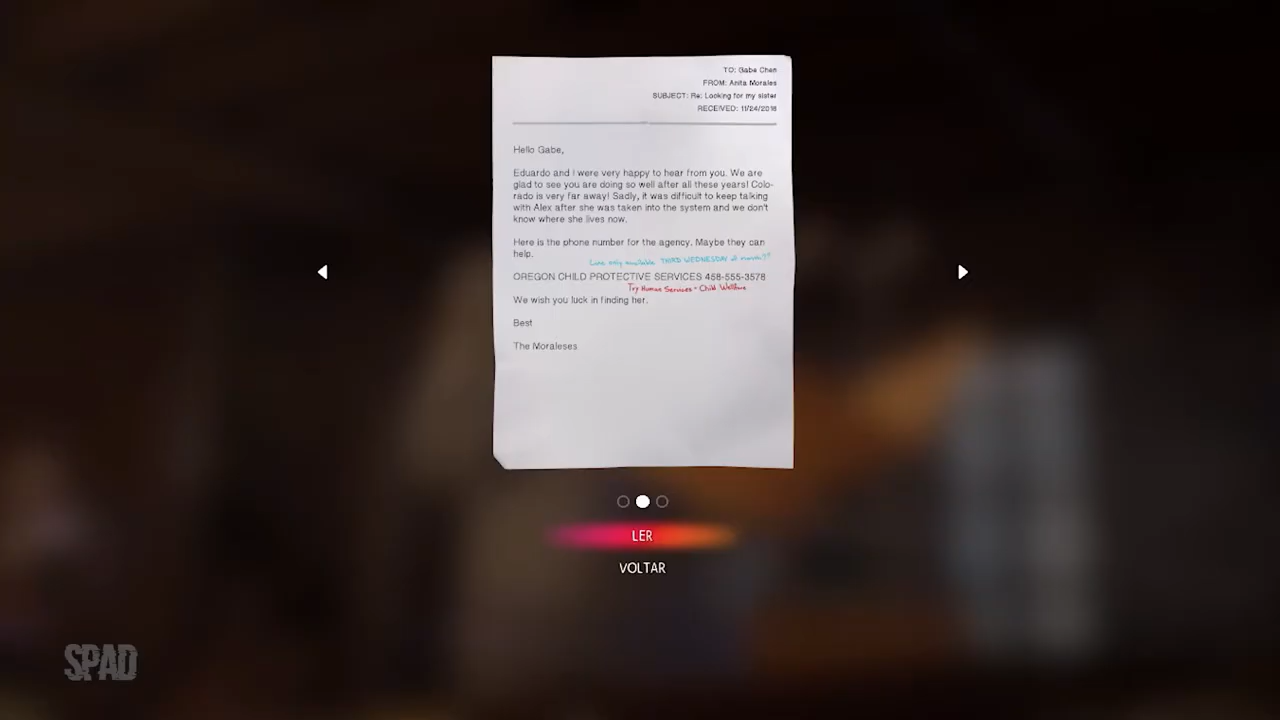 TO: Gabe Chen
FROM: Anita Morales
SUBJECT: Re: Looking for my sister
RECEIVED: 11/24/2016
Hello Gabe,
Eduardo and I were very happy to hear from you. We are
glad to see you are doing so well after all these years! Colo-
rado is very far away! Sadly, it was difficult to keep talking
with Alex after she was taken into the system and we don't
know where she lives now.
Here is the phone number for the agency. Maybe they can
help.
only available THIRD WEDNESDAY
OREGON CHILD PROTECTIVE SERVICES 458-555-3578
Try Human Services - Child Welfare
We wish you luck in finding her.
Best
The Moraleses
LER
VOLTAR
SPAD